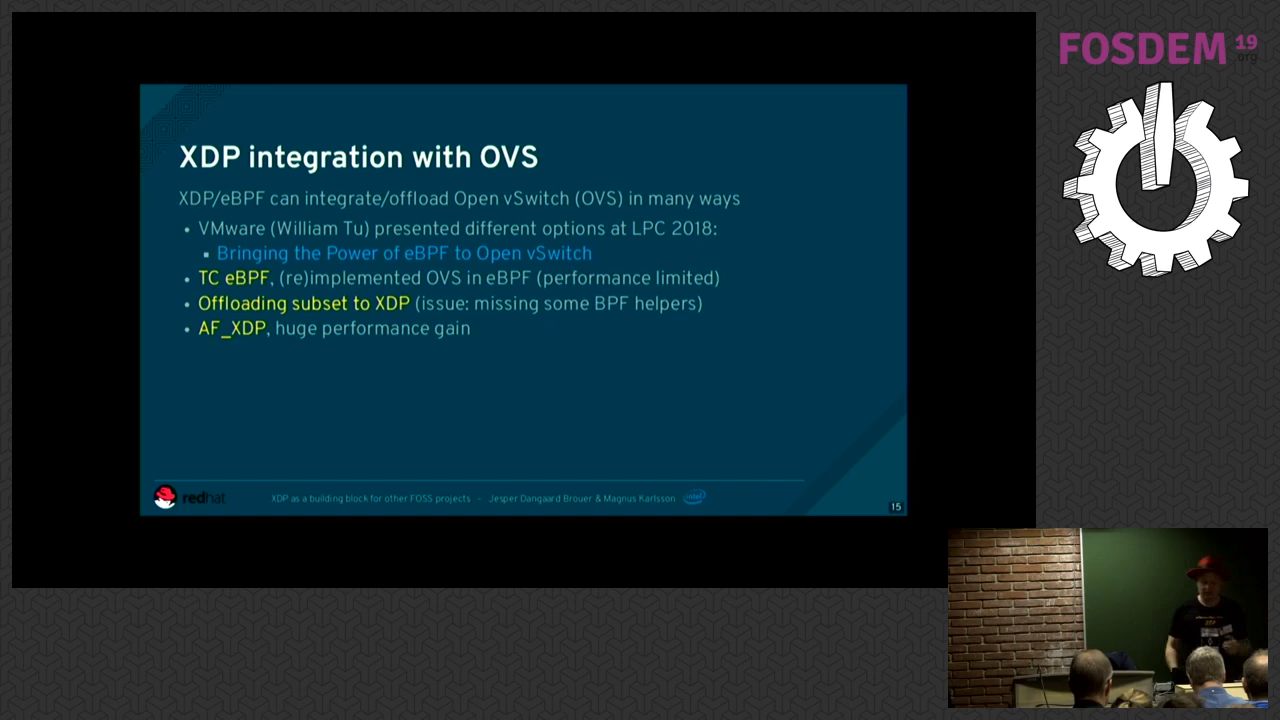 FOSDEM 19
.org
XDP integration with OVS
XDP/eBPF can integrate/offload Open vSwitch (OVS) in many ways
• VMware (William Tu) presented different options at LPC 2018:
▪ Bringing the Power of eBPF to Open vSwitch
• TC eBPF, (re)implemented OVS in eBPF (performance limited)
• Offloading subset to XDP (issue: missing some BPF helpers)
• AF_XDP, huge performance gain
redhat
XDP as a building block for other FOSS projects - Jesper Dangaard Brouer & Magnus Karlsson
intel
15